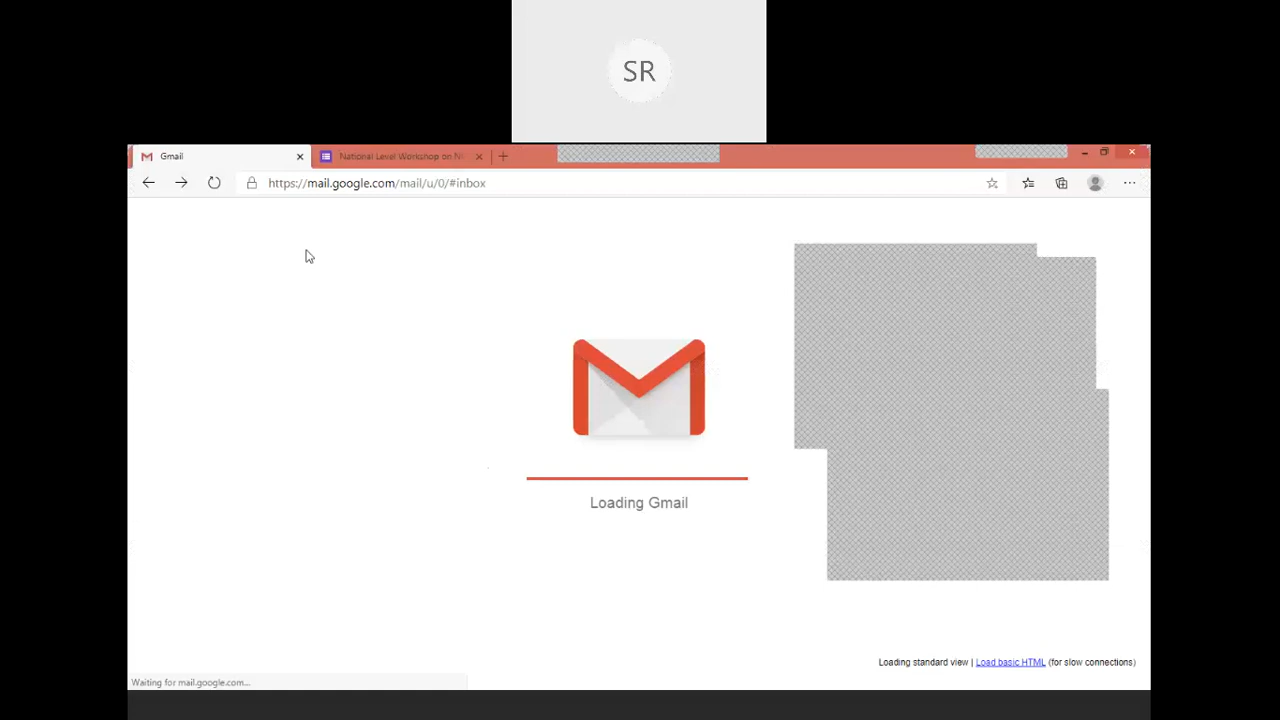 SR
Gmail
National Level Workshop on
https://mail.google.com/mail/u/0/#inbox
Loading Gmail
Loading standard view | Load basic HTML (for slow connections)
Waiting for mail.google.com...